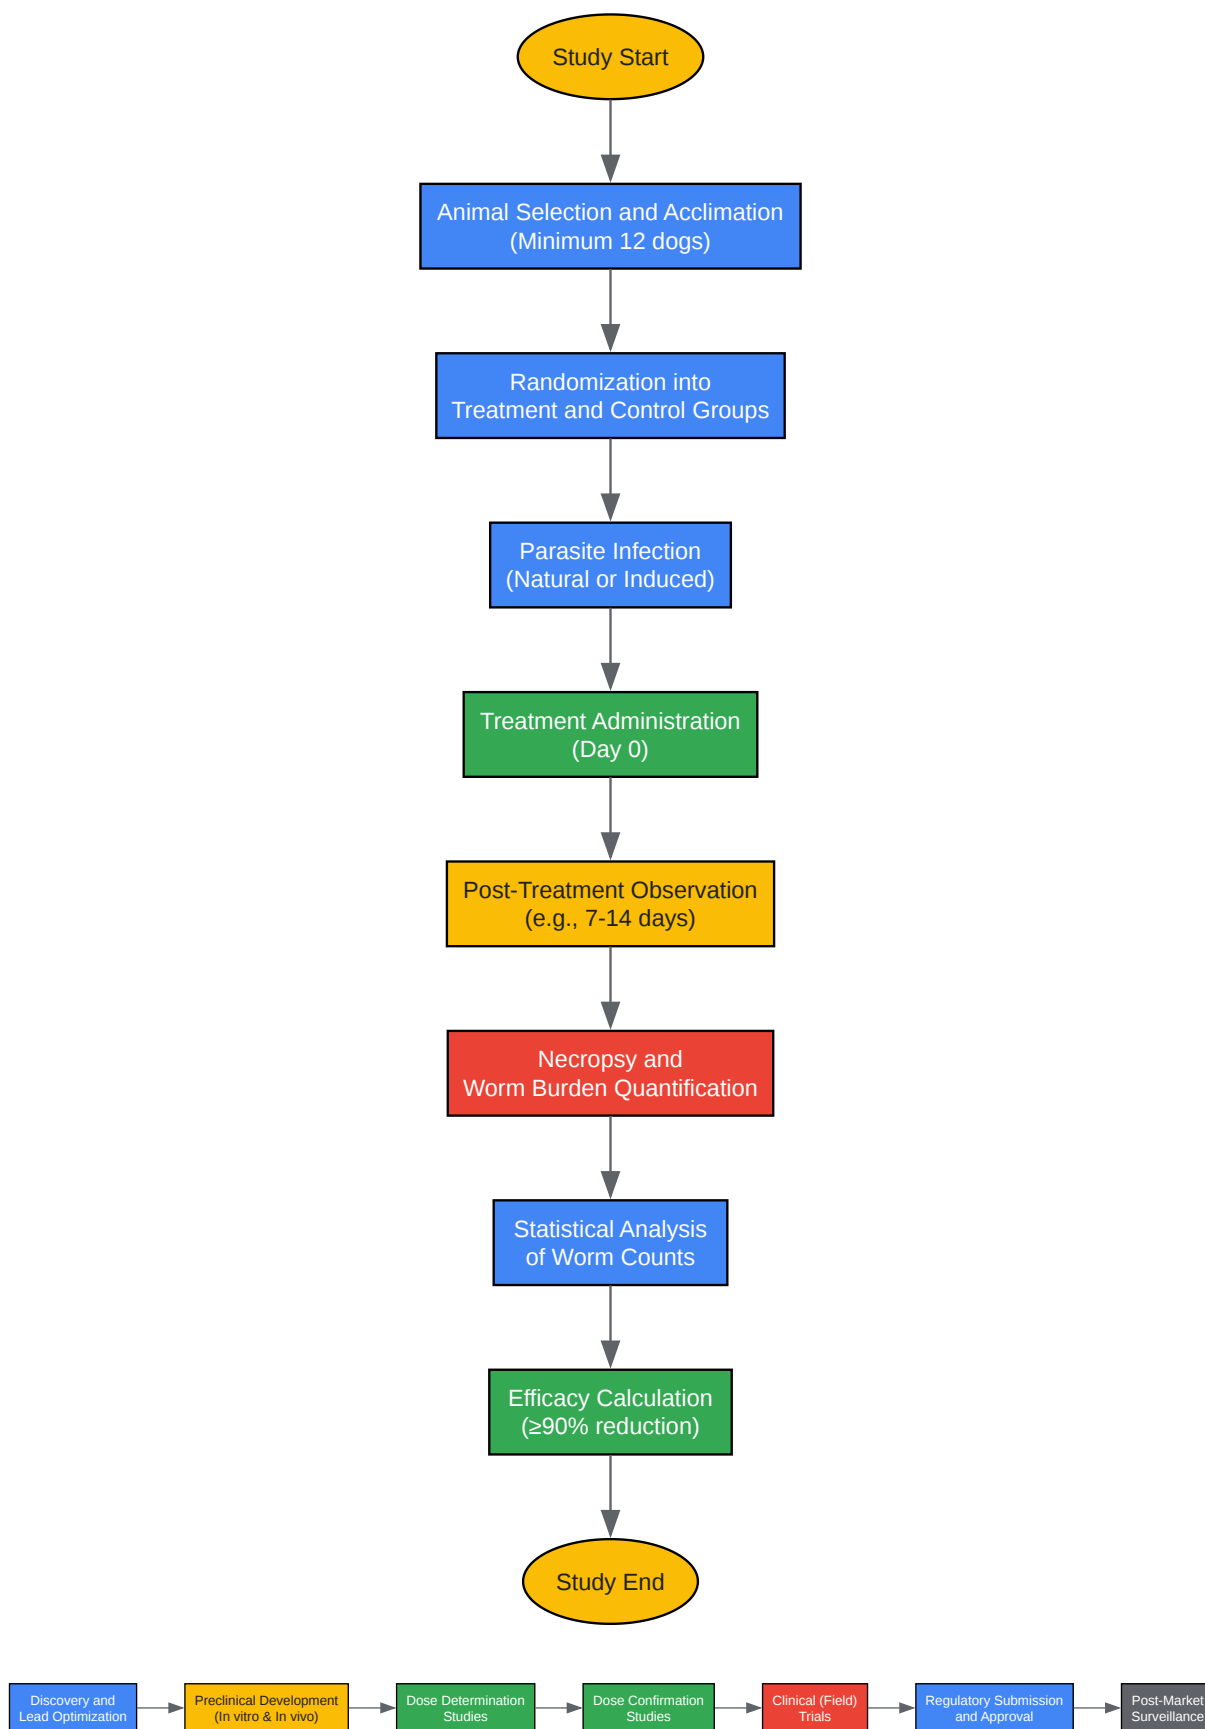 Study Start
Animal Selection and Acclimation
(Minimum 12 dogs)
Randomization into
Treatment and Control Groups
Parasite Infection
(Natural or Induced)
Treatment Administration
(Day 0)
Post-Treatment Observation
(e.g., 7-14 days)
Necropsy and
Worm Burden Quantification
Statistical Analysis
of Worm Counts
Efficacy Calculation
(≥90% reduction)
Study End
Discovery and
Lead Optimization
Preclinical Development
(In vitro & In vivo)
Dose Determination
Studies
Dose Confirmation
Studies
Clinical (Field)
Trials
Regulatory Submission
and Approval
Post-Market
Surveillance